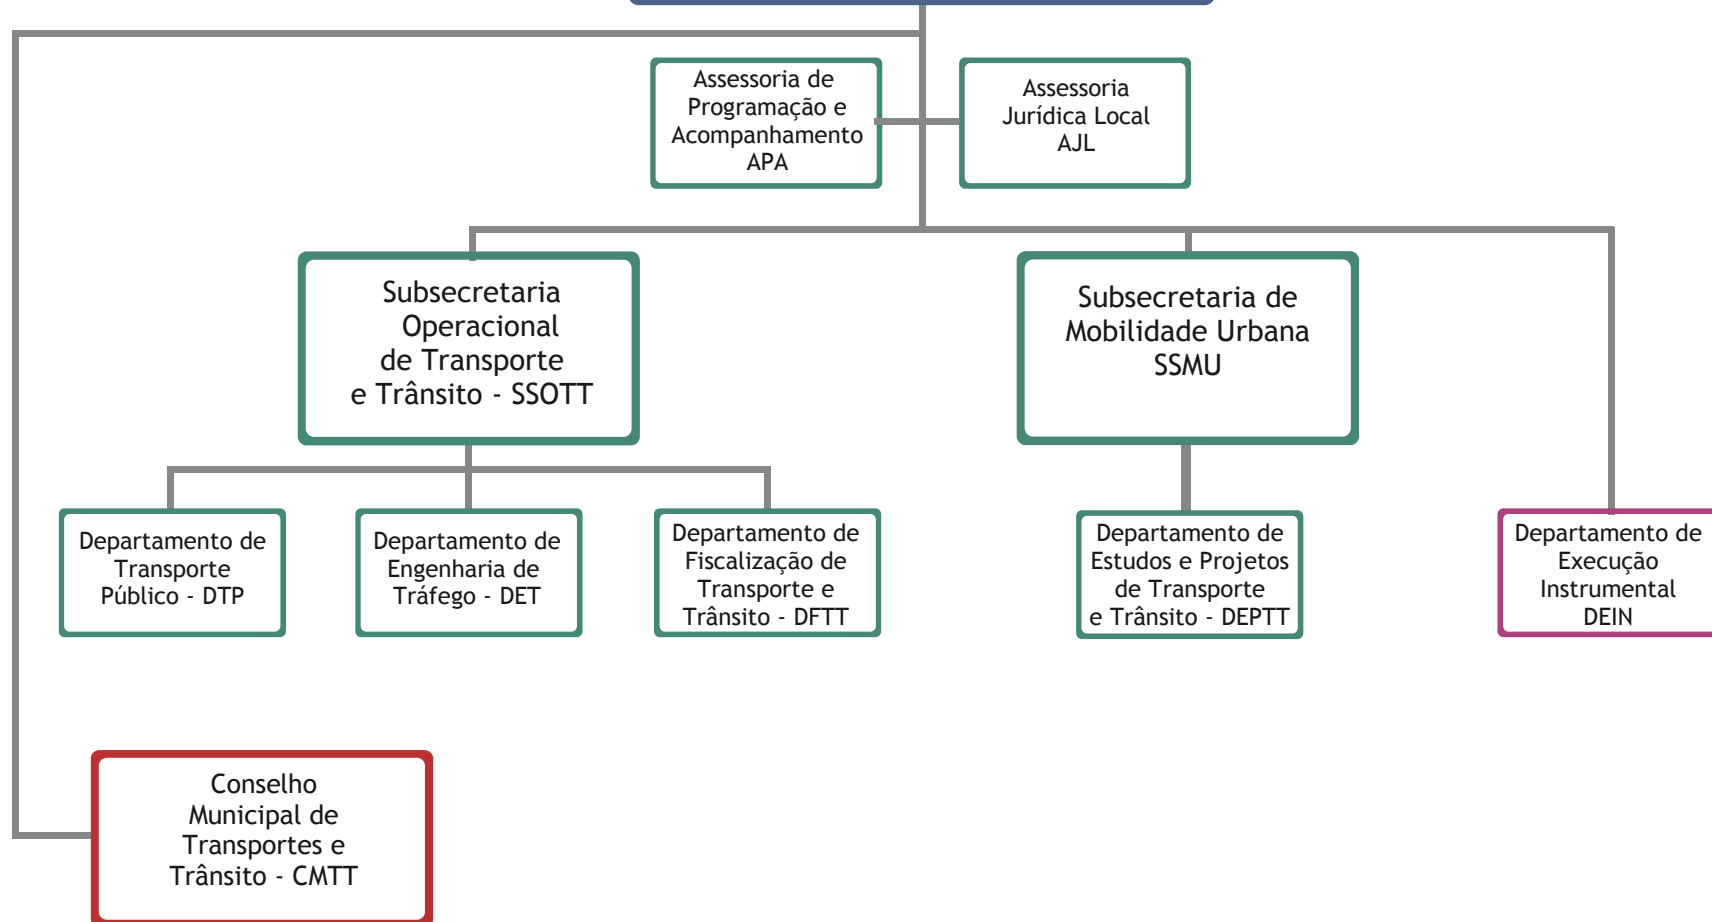 Assessoria de
Programação e
Acompanhamento
APA
Assessoria
Jurídica Local
AJL
Subsecretaria
Operacional
de Transporte
e Trânsito - SSOTT
Subsecretaria de
Mobilidade Urbana
SSMU
Departamento de
Transporte
Público - DTP
Departamento de
Engenharia de
Tráfego - DET
Departamento de
Fiscalização de
Transporte e
Trânsito - DFTT
Departamento de
Estudos e Projetos
de Transporte
e Trânsito - DEPTT
Departamento de
Execução
Instrumental
DEIN
Conselho
Municipal de
Transportes e
Trânsito - CMTT